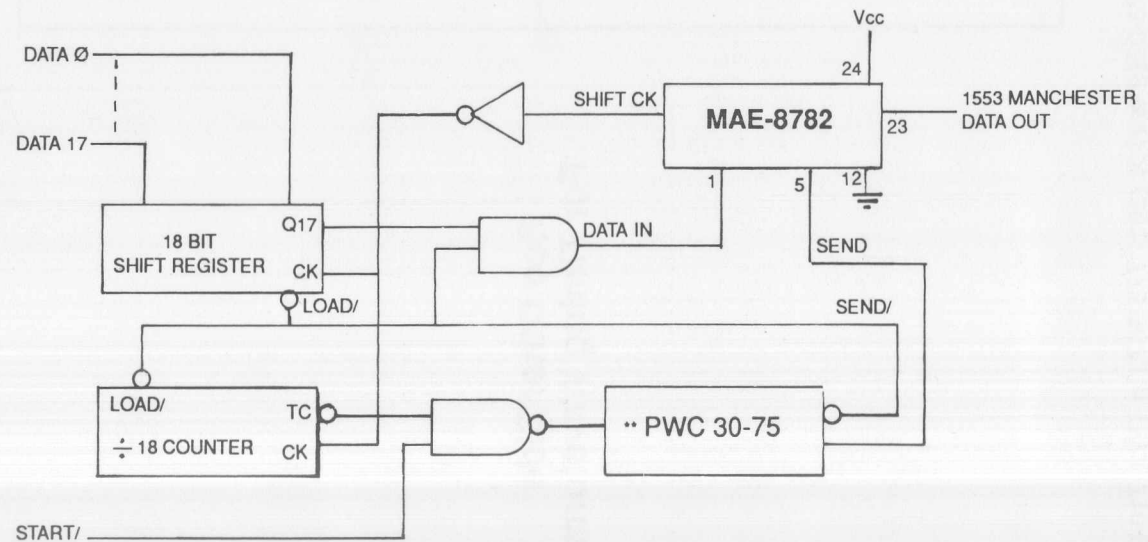 Vcc
DATA Ø
24
SHIFT CK
MAE-8782
1553 MANCHESTER
DATA OUT
23
DATA 17
1
5
12
18 BIT
SHIFT REGISTER
Q17
CK
DATA IN
SEND
LOAD/
SEND/
LOAD/
TC
÷ 18 COUNTER
CK
** PWC 30-75
START/